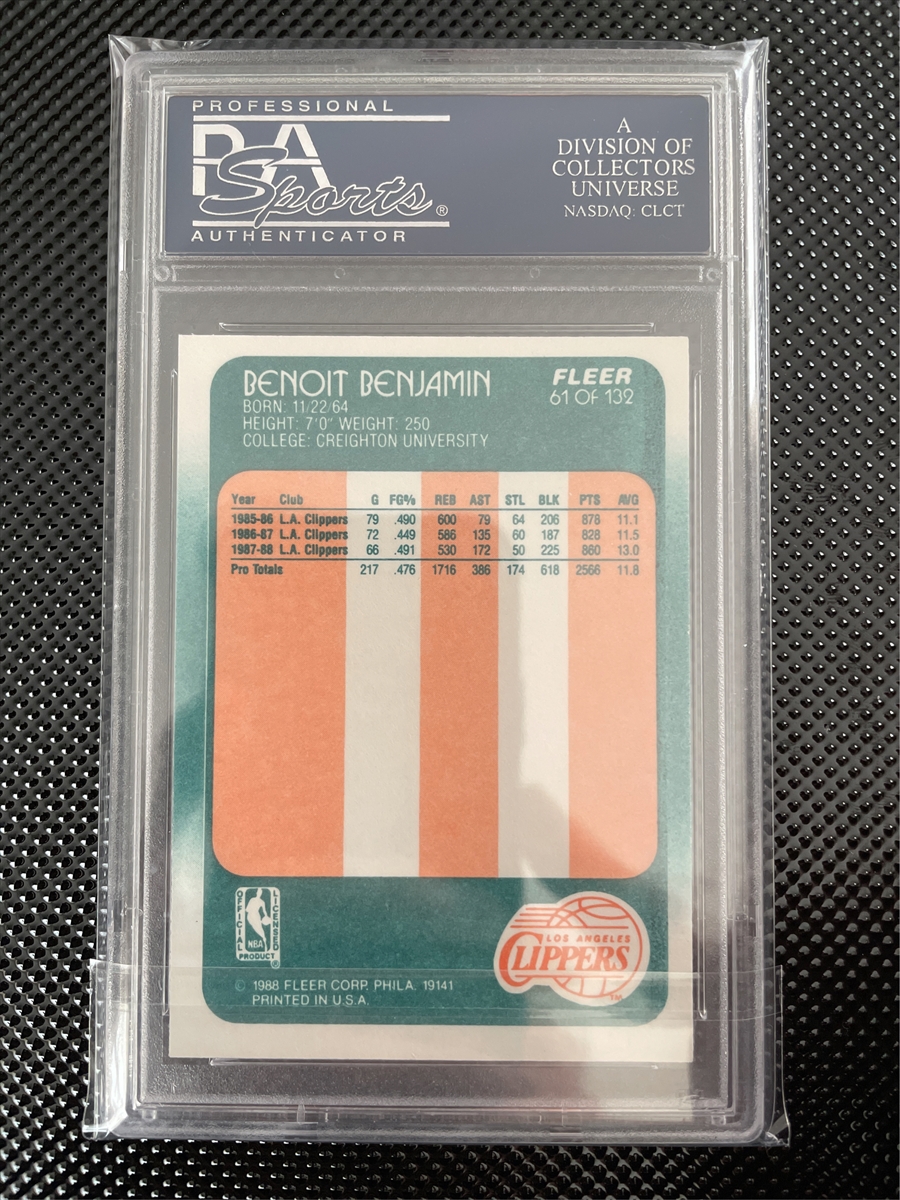 PROFESSIONAL
PSA
Sports®
AUTHENTICATOR
A
DIVISION OF
COLLECTORS
UNIVERSE
NASDAQ: CLCT
BENOIT BENJAMIN
FLEER
61 OF 132
BORN: 11/22/64
HEIGHT: 7'0" WEIGHT: 250
COLLEGE: CREIGHTON UNIVERSITY
Year Club G FG% REB AST STL BLK PTS AVG
1985-86 L.A. Clippers 79 .490 600 79 64 206 878 11.1
1986-87 L.A. Clippers 72 .449 586 135 60 187 828 11.5
1987-88 L.A. Clippers 66 .491 530 172 50 225 860 13.0
Pro Totals 217 .476 1716 386 174 618 2566 11.8
OFFICIAL
LICENSED
NBA
PRODUCT®
LOS ANGELES
CLIPPERS
TM
© 1988 FLEER CORP. PHILA. 19141
PRINTED IN U.S.A.